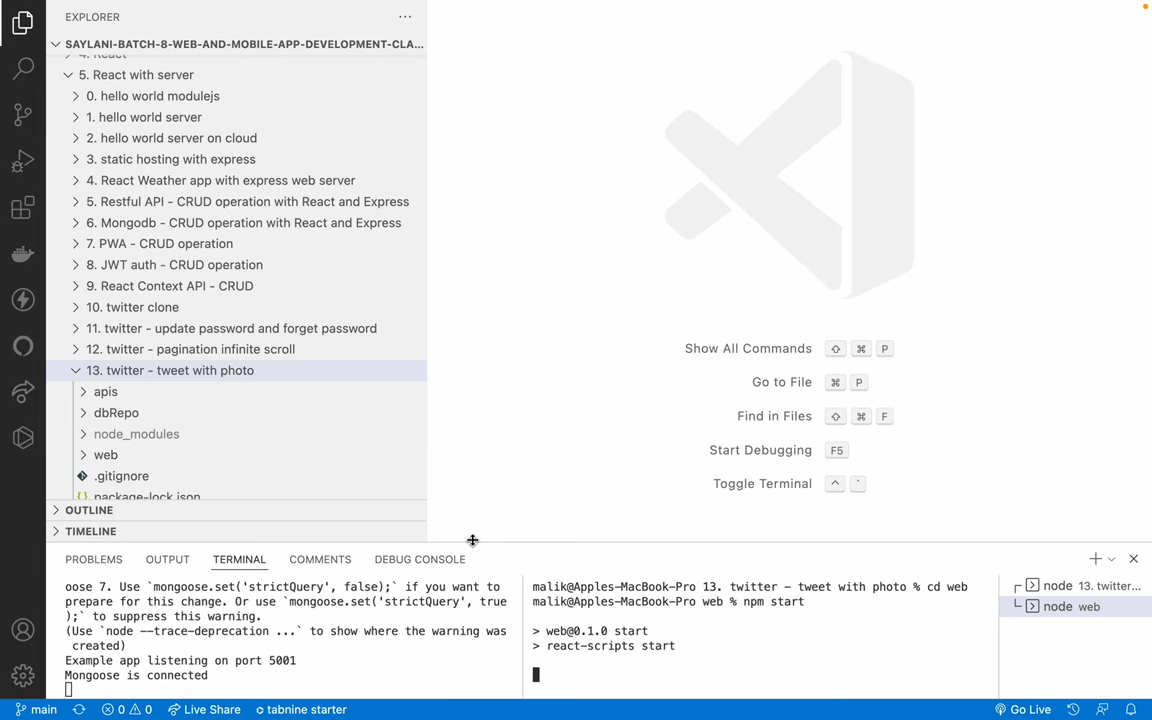 EXPLORER
SAYLANI-BATCH-8-WEB-AND-MOBILE-APP-DEVELOPMENT-CLA...
4. React
5. React with server
0. hello world modulejs
1. hello world server
2. hello world server on cloud
3. static hosting with express
4. React Weather app with express web server
5. Restful API - CRUD operation with React and Express
6. Mongodb - CRUD operation with React and Express
7. PWA - CRUD operation
8. JWT auth - CRUD operation
9. React Context API - CRUD
10. twitter clone
11. twitter - update password and forget password
12. twitter - pagination infinite scroll
13. twitter - tweet with photo
apis
dbRepo
node_modules
web
.gitignore
{} package-lock.json
OUTLINE
TIMELINE
Show All Commands ⇧ ⌘ P
Go to File ⌘ P
Find in Files ⇧ ⌘ F
Start Debugging F5
Toggle Terminal ^ `
PROBLEMS OUTPUT TERMINAL COMMENTS DEBUG CONSOLE
oose 7. Use `mongoose.set('strictQuery', false);` if you want to
prepare for this change. Or use `mongoose.set('strictQuery', true
);` to suppress this warning.
(Use `node --trace-deprecation ...` to show where the warning was
created)
Example app listening on port 5001
Mongoose is connected
malik@Apples-MacBook-Pro 13. twitter - tweet with photo % cd web
malik@Apples-MacBook-Pro web % npm start
> web@0.1.0 start
> react-scripts start
node 13. twitter...
node web
main 0 0 Live Share tabnine starter Go Live